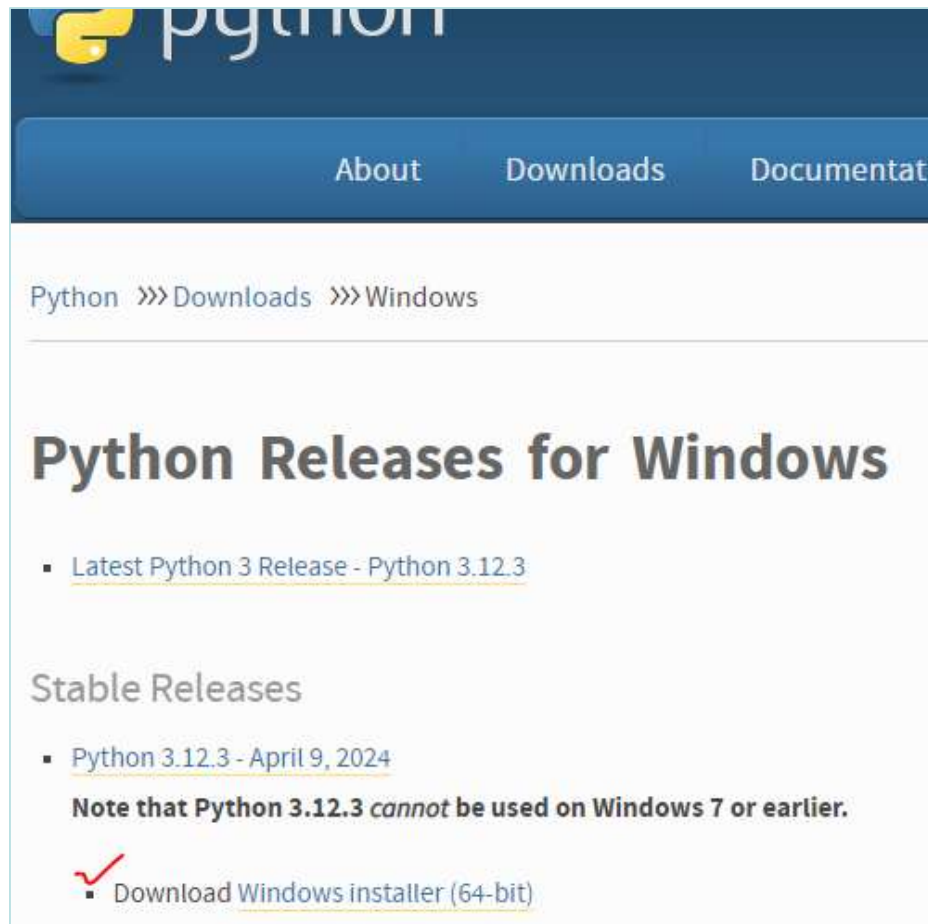 python
About Downloads Documentat
Python >>> Downloads >>> Windows
Python Releases for Windows
Latest Python 3 Release - Python 3.12.3
Stable Releases
Python 3.12.3 - April 9, 2024
Note that Python 3.12.3 cannot be used on Windows 7 or earlier.
Download Windows installer (64-bit)